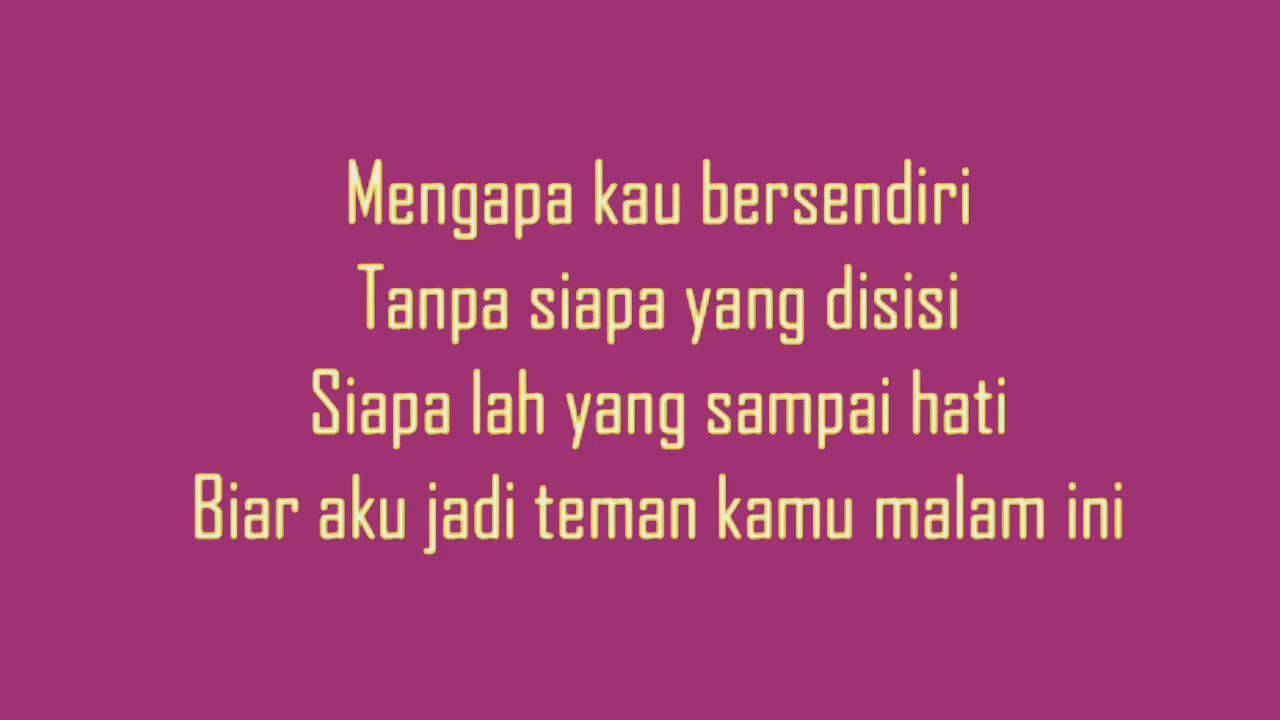 Mengapa kau bersendiri
Tanpa siapa yang disisi
Siapa lah yang sampai hati
Biar aku jadi teman kamu malam ini